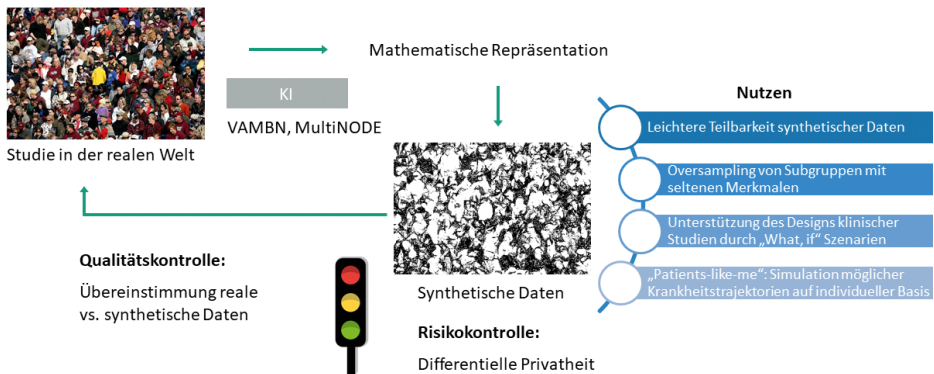 Mathematische Repräsentation
KI
VAMBN, MultiNODE
Studie in der realen Welt
Nutzen
Leichtere Teilbarkeit synthetischer Daten
Oversampling von Subgruppen mit
seltenen Merkmalen
Unterstützung des Designs klinischer
Studien durch „What, if“ Szenarien
„Patients-like-me“: Simulation möglicher
Krankheitstrajektorien auf individueller Basis
Qualitätskontrolle:
Übereinstimmung reale
vs. synthetische Daten
Synthetische Daten
Risikokontrolle:
Differentielle Privatheit